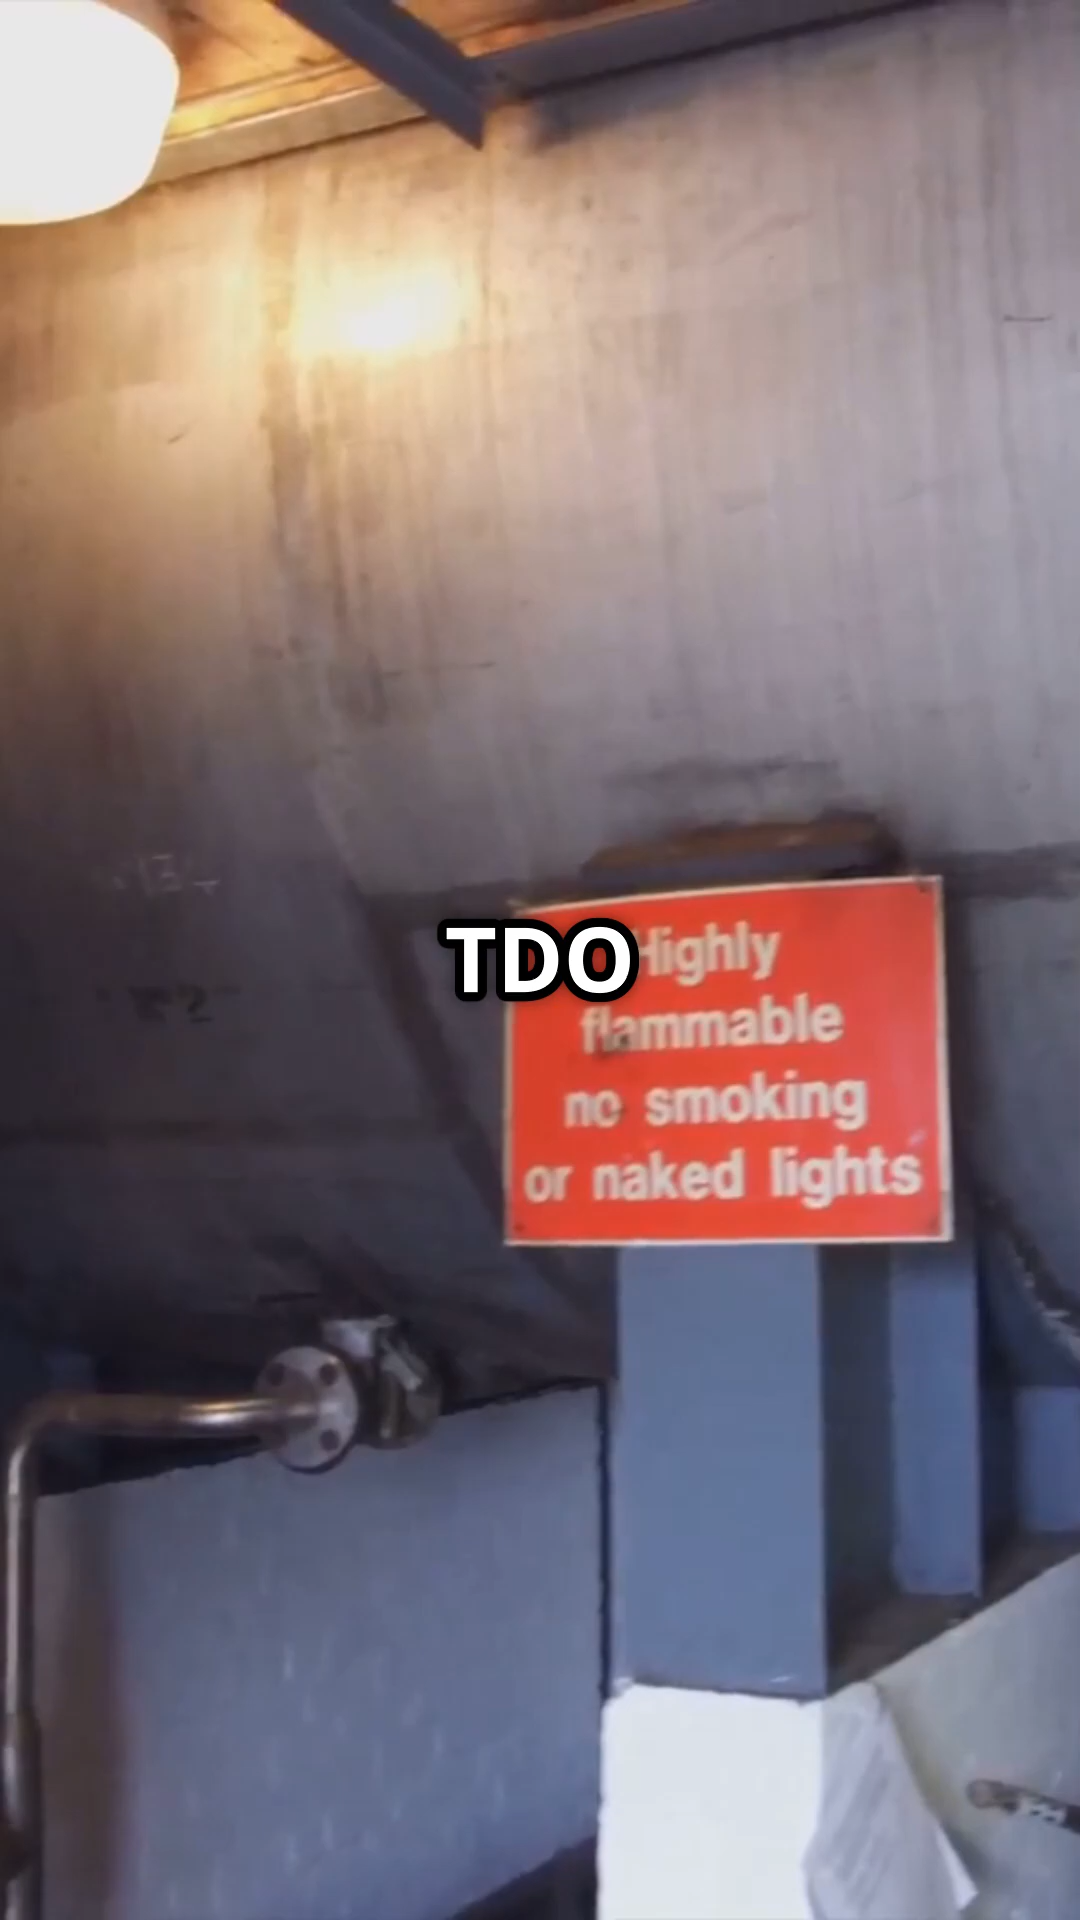 TDO
Highly
flammable
no smoking
or naked lights